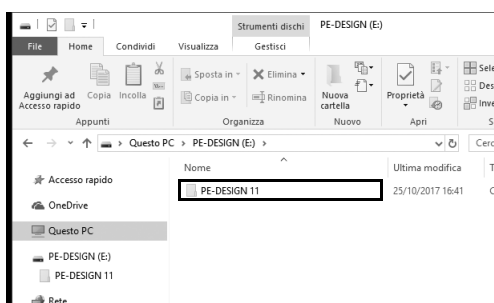 Strumenti dischi
PE-DESIGN (E:)
File
Home
Condividi
Visualizza
Gestisci
Aggiungi ad
Accesso rapido
Copia
Incolla
Appunti
Sposta in
Copia in
Elimina
Rinomina
Organizza
Nuova
cartella
Nuovo
Proprietà
Apri
Questo PC > PE-DESIGN (E:) >
Nome
Ultima modifica
Accesso rapido
PE-DESIGN 11
25/10/2017 16:41
OneDrive
Questo PC
PE-DESIGN (E:)
PE-DESIGN 11
Rete